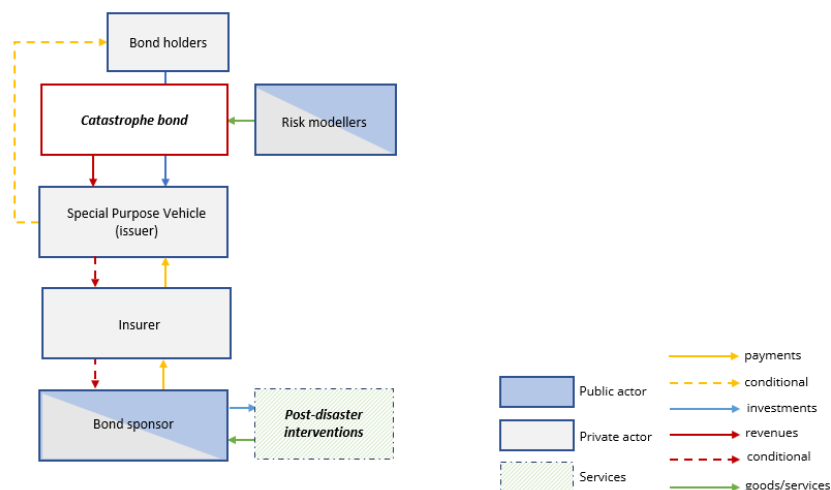 Bond holders
Catastrophe bond
Risk modellers
Special Purpose Vehicle
(issuer)
Insurer
Bond sponsor
Post-disaster
interventions
Public actor
Private actor
Services
payments
conditional
investments
revenues
conditional
goods/services